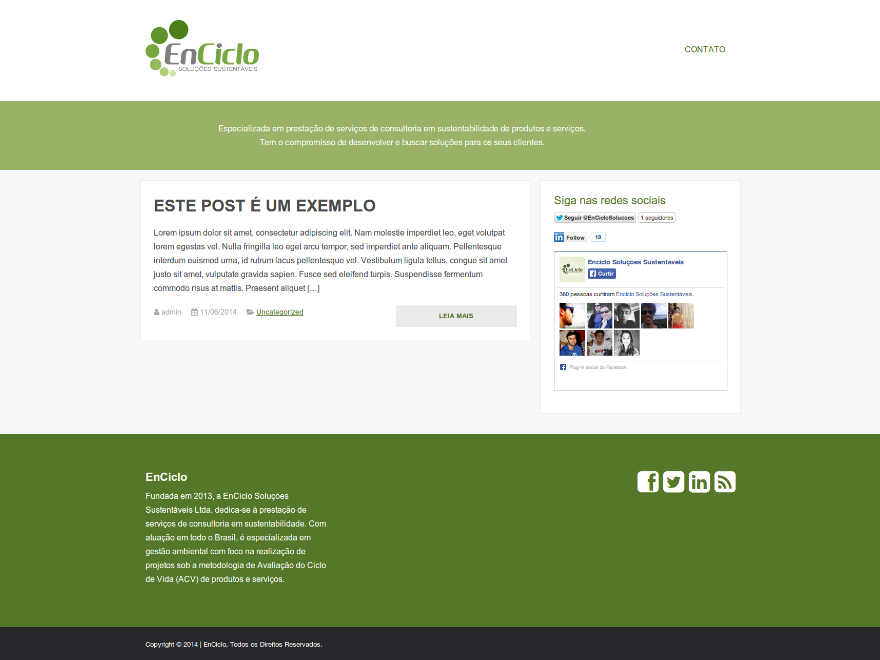 EnCiclo
SOLUÇÕES SUSTENTÁVEIS
CONTATO
Especializada em prestação de serviços de consultoria em sustentabilidade de produtos e serviços.
Tem o compromisso de desenvolver e buscar soluções para os seus clientes.
ESTE POST É UM EXEMPLO
Lorem ipsum dolor sit amet, consectetur adipiscing elit. Nam molestie imperdiet leo, eget volutpat
lorem egestas vel. Nulla fringilla leo eget arcu tempor, sed imperdiet ante aliquam. Pellentesque
interdum euismod urna, id rutrum lacus pellentesque vel. Vestibulum ligula tellus, congue sit amet
justo sit amet, vulputate gravida sapien. Fusce sed eleifend turpis. Suspendisse fermentum
commodo risus at mattis. Praesent aliquet […]
admin 11/06/2014 Uncategorized
LEIA MAIS
Siga nas redes sociais
Seguir @EnCicloSolucoes 1 seguidores
in Follow 18
Enciclo Soluções Sustentáveis
EnCiclo
Curtir
360 pessoas curtiram Enciclo Soluções Sustentáveis.
Plug-in social do Facebook
EnCiclo
Fundada em 2013, a EnCiclo Soluções
Sustentáveis Ltda. dedica-se à prestação de
serviços de consultoria em sustentabilidade. Com
atuação em todo o Brasil, é especializada em
gestão ambiental com foco na realização de
projetos sob a metodologia de Avaliação do Ciclo
de Vida (ACV) de produtos e serviços.
Copyright © 2014 | EnCiclo, Todos os Direitos Reservados.